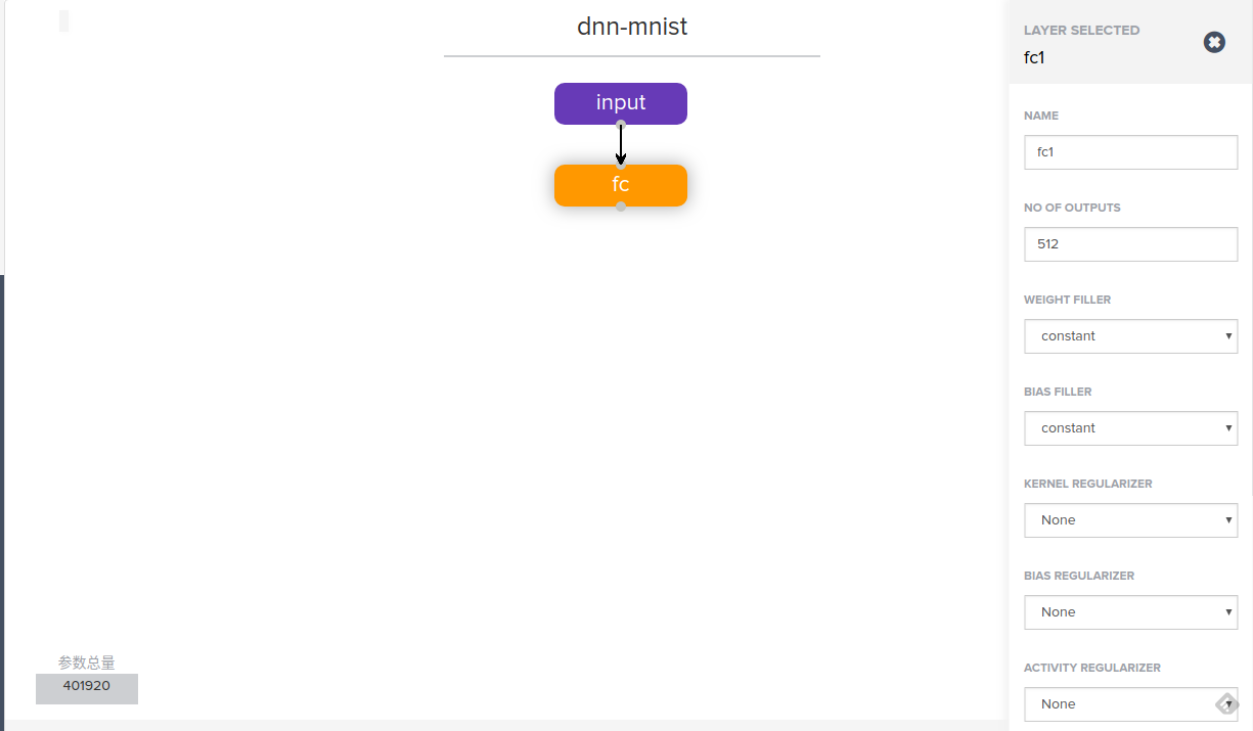 dnn-mnist
input
fc
参数总量
401920
LAYER SELECTED
fc1
NAME
fc1
NO OF OUTPUTS
512
WEIGHT FILLER
constant
BIAS FILLER
constant
KERNEL REGULARIZER
None
BIAS REGULARIZER
None
ACTIVITY REGULARIZER
None